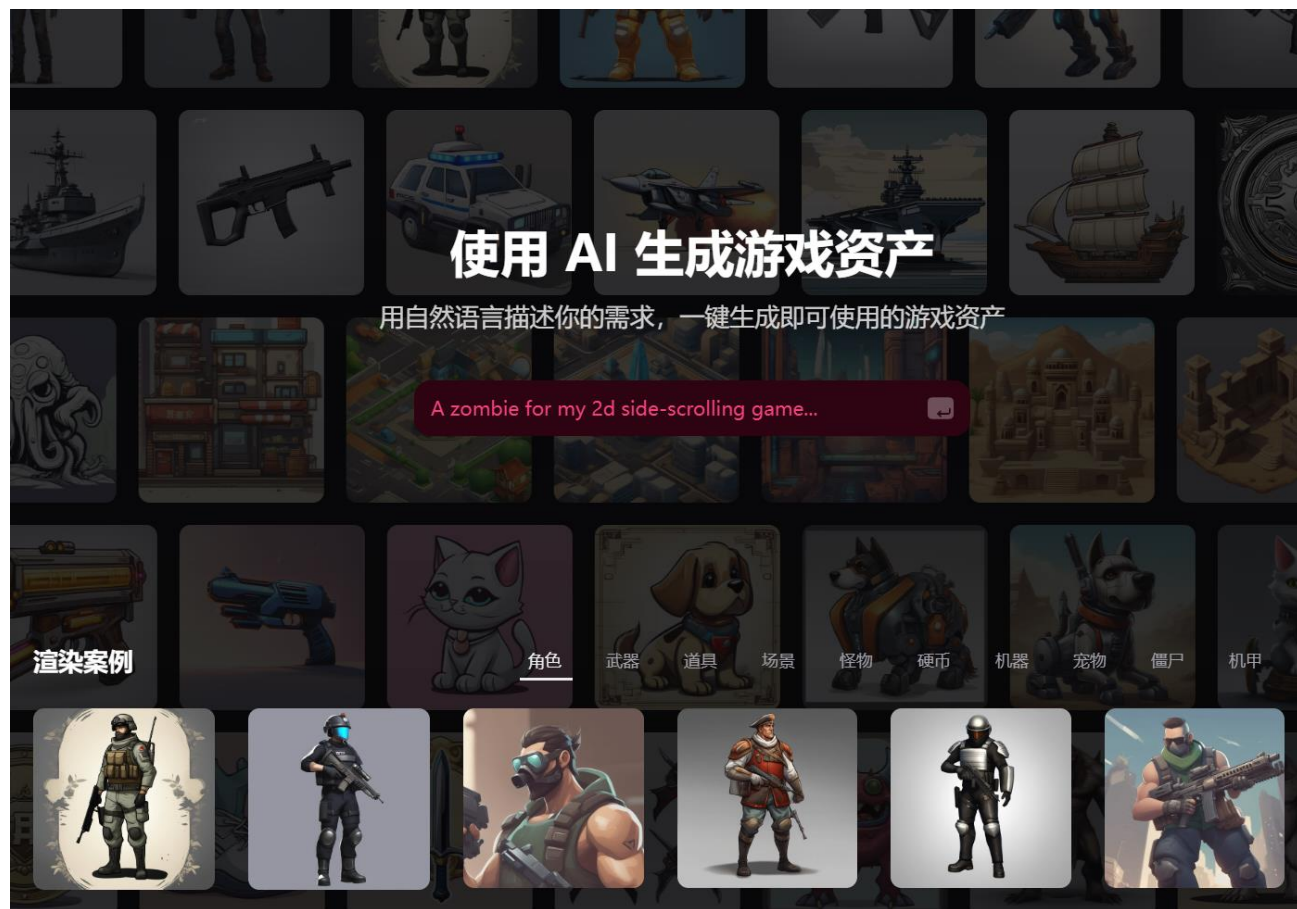 使用 AI 生成游戏资产
用自然语言描述你的需求，一键生成即可使用的游戏资产
A zombie for my 2d side-scrolling game...
渲染案例
角色 武器 道具 场景 怪物 硬币 机器 宠物 僵尸 机甲